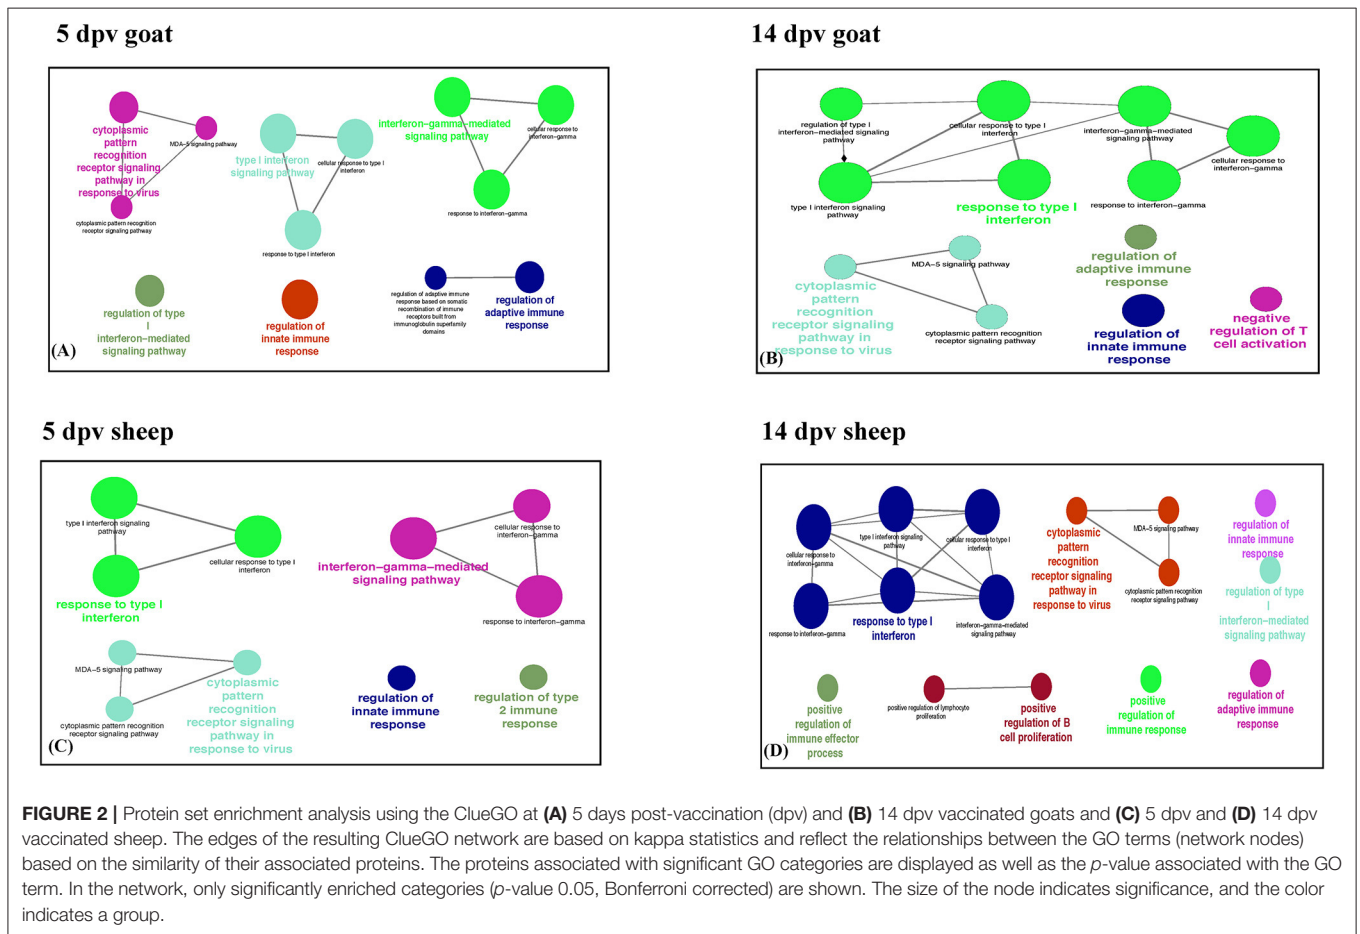 5 dpv goat
cytoplasmic
pattern
recognition
receptor signaling
pathway in
response to virus
MDA−5 signaling pathway
cytoplasmic pattern recognition
receptor signaling pathway
type I interferon
signaling pathway
cellular response to type I
interferon
response to type I interferon
interferon−gamma−mediated
signaling pathway
cellular response to
interferon−gamma
response to interferon−gamma
regulation of type
I
interferon−mediated
signaling pathway
regulation of
innate immune
response
regulation of adaptive immune
response based on somatic
recombination of immune
receptors built from
immunoglobulin superfamily
domains
regulation of
adaptive immune
response
(A)
14 dpv goat
regulation of type I
interferon−mediated signaling
pathway
cellular response to type I
interferon
interferon−gamma−mediated
signaling pathway
cellular response to
interferon−gamma
type I interferon signaling
pathway
response to type I
interferon
response to interferon−gamma
MDA−5 signaling pathway
cytoplasmic
pattern
recognition
receptor signaling
pathway in
response to virus
cytoplasmic pattern recognition
receptor signaling pathway
regulation of
adaptive immune
response
regulation of
innate immune
response
negative
regulation of T
cell activation
(B)
5 dpv sheep
type I interferon signaling
pathway
cellular response to type I
interferon
response to type I
interferon
interferon−gamma−mediated
signaling pathway
cellular response to
interferon−gamma
response to interferon−gamma
MDA−5 signaling pathway
cytoplasmic pattern recognition
receptor signaling pathway
cytoplasmic
pattern
recognition
receptor signaling
pathway in
response to virus
regulation of
innate immune
response
regulation of type
2 immune
response
(C)
14 dpv sheep
cellular response to
interferon−gamma
type I interferon signaling
pathway
cellular response to type I
interferon
response to interferon−gamma
response to type I
interferon
interferon−gamma−mediated
signaling pathway
cytoplasmic
pattern
recognition
receptor signaling
pathway in
response to virus
MDA−5 signaling pathway
cytoplasmic pattern recognition
receptor signaling pathway
regulation of
innate immune
response
regulation of type
I
interferon−mediated
signaling pathway
positive
regulation of
immune effector
process
positive regulation of lymphocyte
proliferation
positive
regulation of B
cell proliferation
positive
regulation of
immune response
regulation of
adaptive immune
response
(D)
FIGURE 2 | Protein set enrichment analysis using the ClueGO at (A) 5 days post-vaccination (dpv) and (B) 14 dpv vaccinated goats and (C) 5 dpv and (D) 14 dpv
vaccinated sheep. The edges of the resulting ClueGO network are based on kappa statistics and reflect the relationships between the GO terms (network nodes)
based on the similarity of their associated proteins. The proteins associated with significant GO categories are displayed as well as the p-value associated with the GO
term. In the network, only significantly enriched categories (p-value 0.05, Bonferroni corrected) are shown. The size of the node indicates significance, and the color
indicates a group.